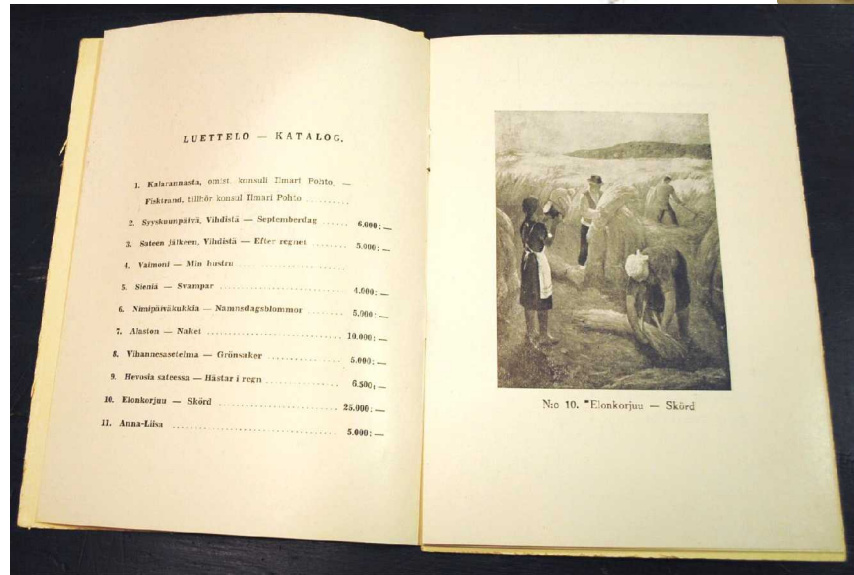 LUETTELO — KATALOG.
1. Kalarannasta, omist. konsuli Ilmari Pohto. —
Fisktrand, tillhör konsul Ilmari Pohto ..........
2. Syyskuunpäivä, Vihdistä — Septemberdag ...... 6.000: —
3. Sateen jälkeen, Vihdistä — Efter regnet ........ 5.000: —
4. Vaimoni — Min hustru ......................
5. Sieniä — Svampar ........................... 4.000: —
6. Nimipäiväkukkia — Namnsdagsblommor ........ 5.000: —
7. Alaston — Naket ........................... 10.000: —
8. Vihannesasetelma — Grönsaker ............... 5.000: —
9. Hevosia sateessa — Hästar i regn .............. 6.500: —
10. Elonkorjuu — Skörd ........................ 25.000: —
11. Anna-Liisa ................................. 5.000: —
N:o 10. "Elonkorjuu — Skörd